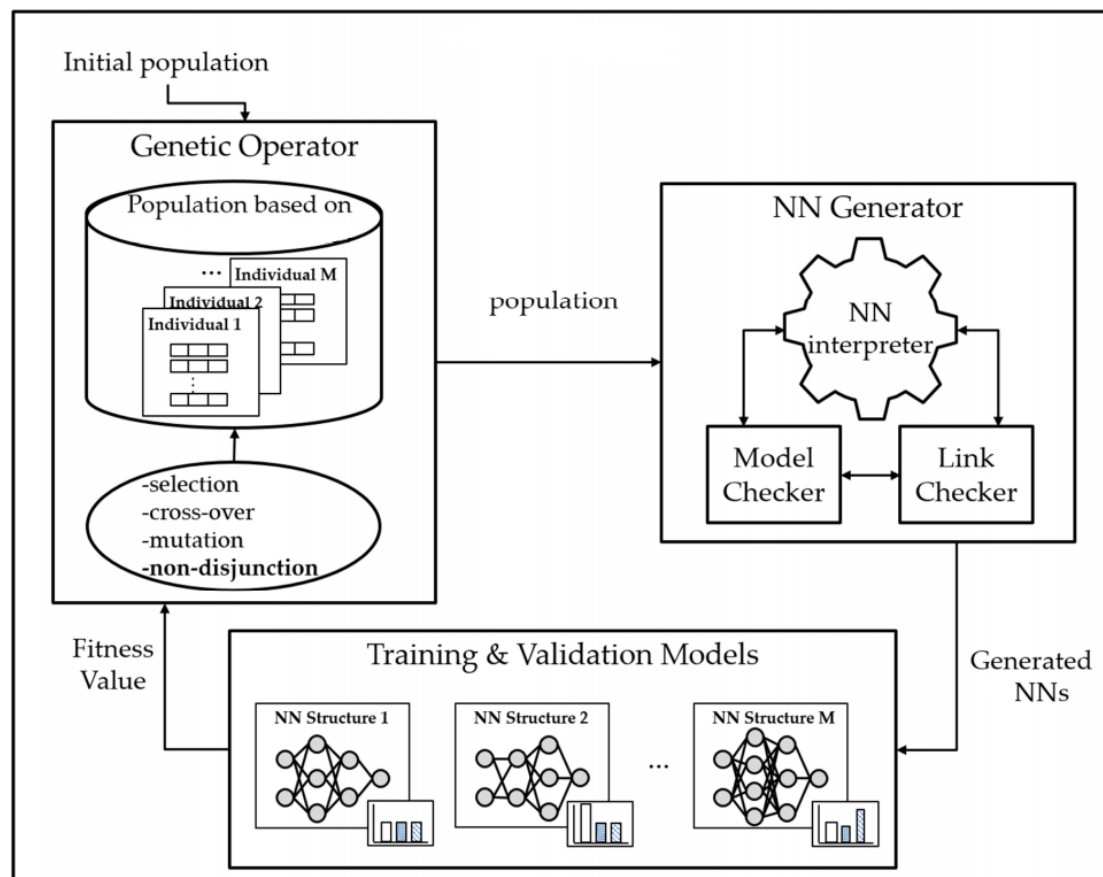 Initial population
Genetic Operator
Population based on
...
Individual M
Individual 2
Individual 1
-selection
-cross-over
-mutation
-non-disjunction
population
NN Generator
NN
interpreter
Model
Checker
Link
Checker
Fitness
Value
Generated
NNs
Training & Validation Models
NN Structure 1
NN Structure 2
...
NN Structure M